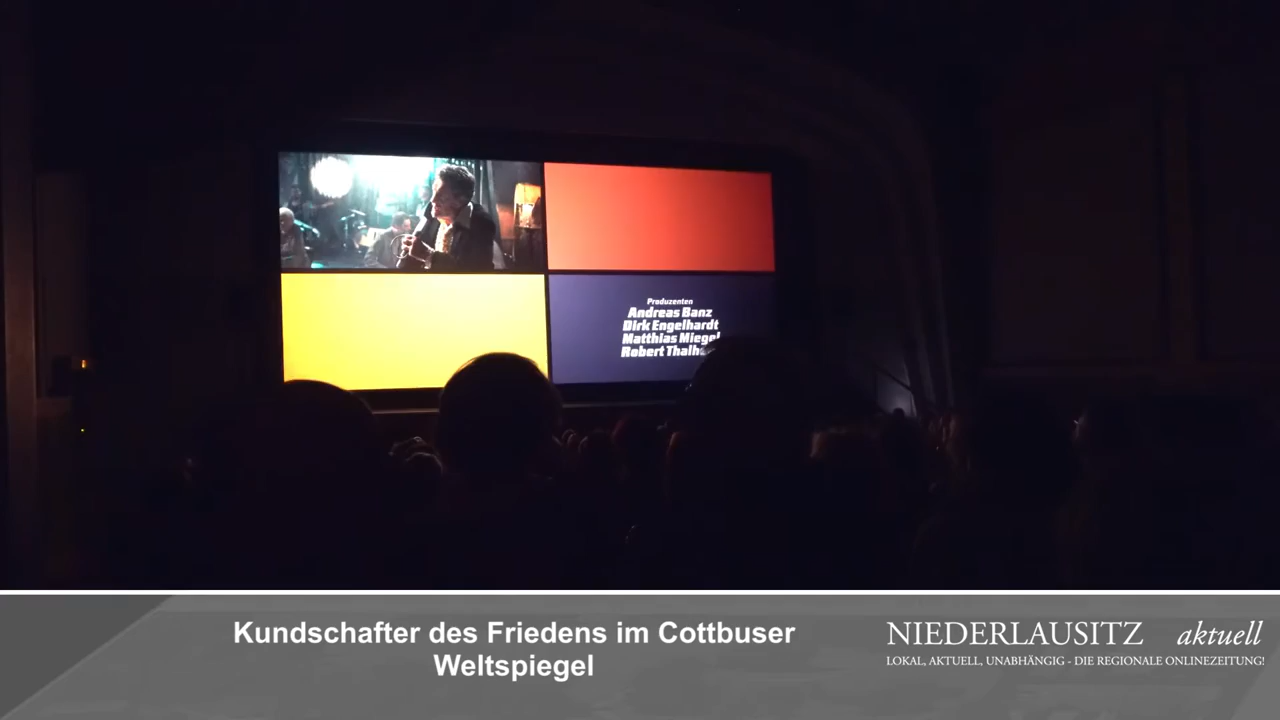 Produzenten
Andreas Banz
Dirk Engelhardt
Matthias Miegel
Robert
Kundschafter des Friedens im Cottbuser
Weltspiegel
NIEDERLAUSITZ aktuell
LOKAL, AKTUELL, UNABHÄNGIG - DIE REGIONALE ONLINEZEITUNG!